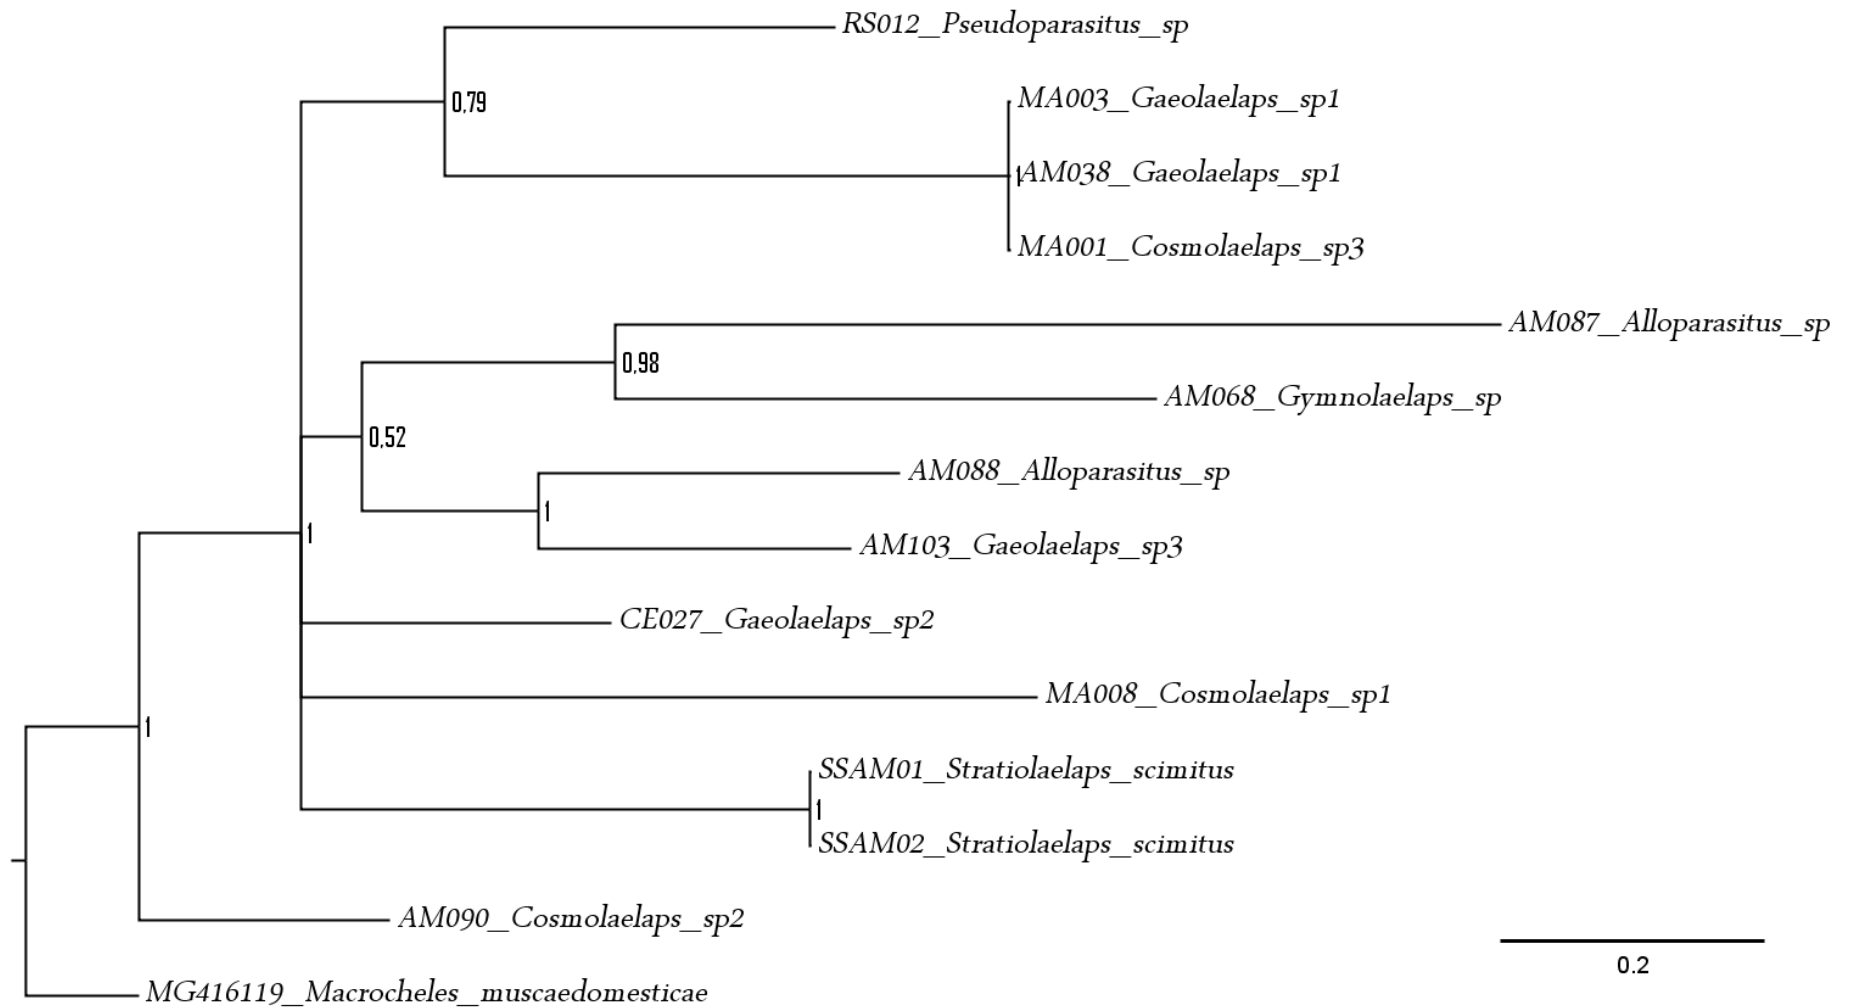 RS012_Pseudoparasitus_sp
0,79
MA003_Gaeolaelaps_sp1
1
AM038_Gaeolaelaps_sp1
MA001_Cosmolaelaps_sp3
AM087_Alloparasitus_sp
0,98
AM068_Gymnolaelaps_sp
0,52
AM088_Alloparasitus_sp
1
AM103_Gaeolaelaps_sp3
1
CE027_Gaeolaelaps_sp2
MA008_Cosmolaelaps_sp1
1
SSAM01_Stratiolaelaps_scimitus
1
SSAM02_Stratiolaelaps_scimitus
AM090_Cosmolaelaps_sp2
0.2
MG416119_Macrocheles_muscaedomesticae